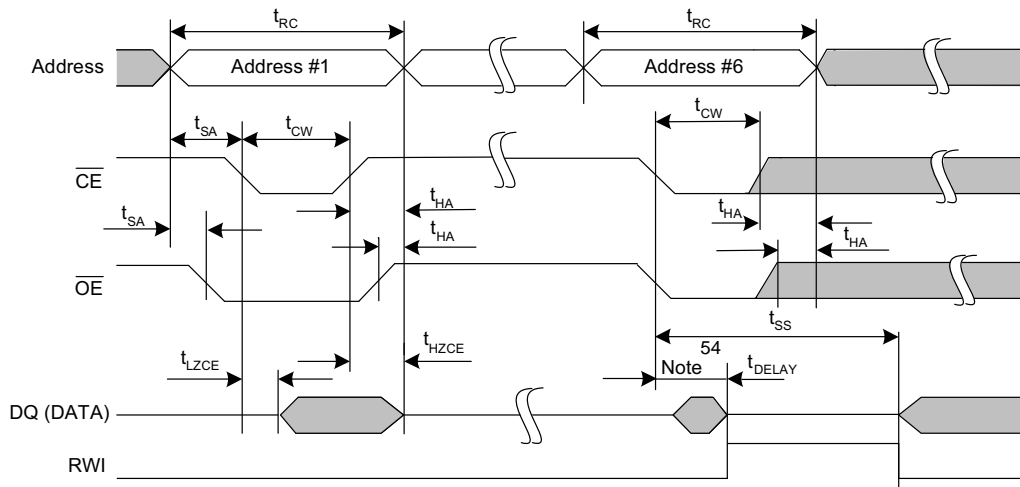 tRC
tRC
Address
Address #1
Address #6
tCW
tSA
tCW
CE
tHA
tHA
tSA
tHA
tHA
OE
tSS
54
tLZCE
tHZCE
Note
tDELAY
DQ (DATA)
RWI